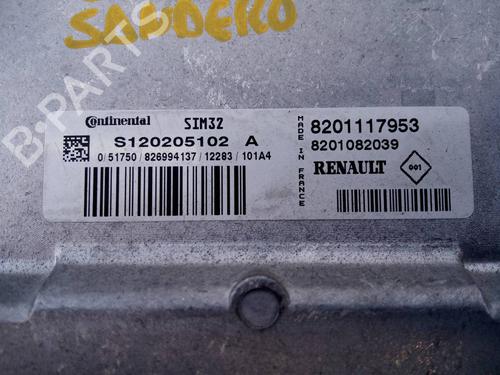 SANDERO
B-PARTS
Continental SIM32
S120205102 A
0/51750/826994137/12283/101A4
MADE IN FRANCE
8201117953
8201082039
RENAULT
001